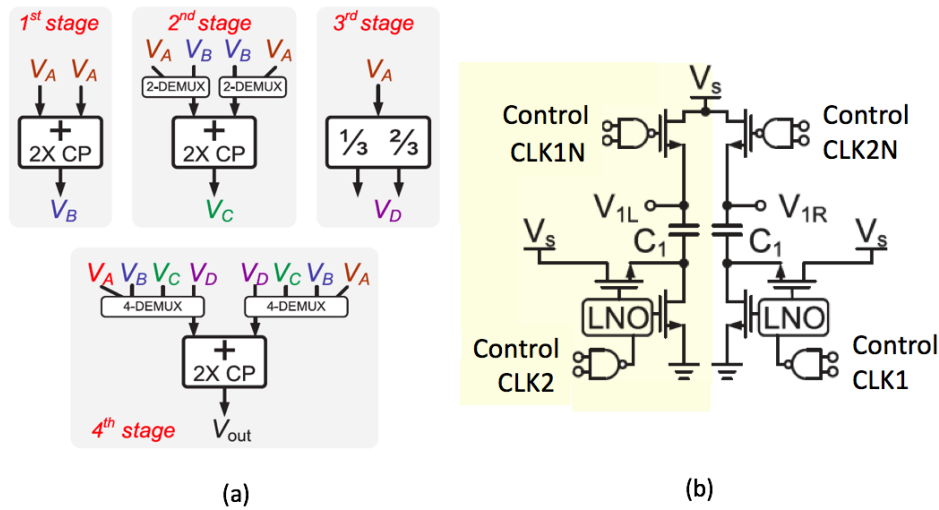 1st stage
2nd stage
3rd stage
VA VA
+
2X CP
VB
VA VB VB VA
2-DEMUX 2-DEMUX
+
2X CP
VC
VA
⅓ ⅔
VD
VA VB VC VD VD VC VB VA
4-DEMUX 4-DEMUX
+
2X CP
4th stage
Vout
(a)
Vs
Control
CLK1N
Control
CLK2N
V1L
V1R
C1
C1
Vs
Vs
LNO
LNO
Control
CLK2
Control
CLK1
(b)